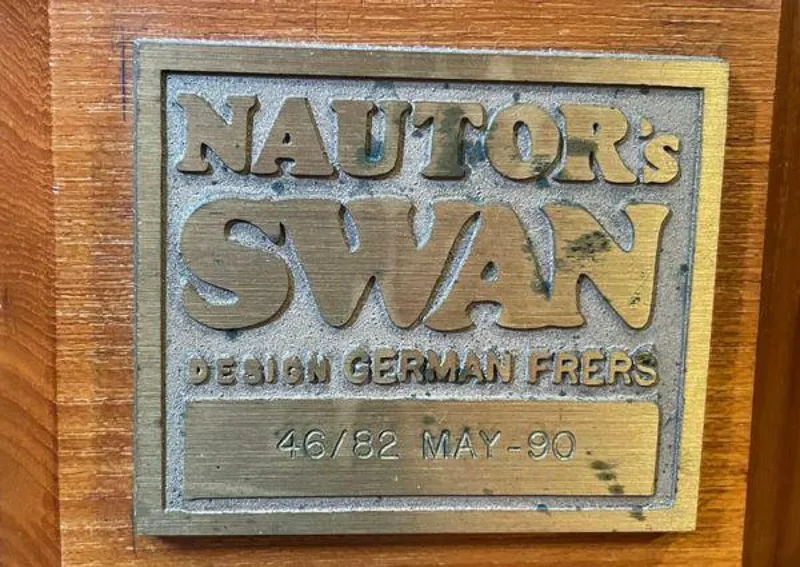 NAUTOR's
SWAN
DESIGN GERMAN FRERS
46/82 MAY-90